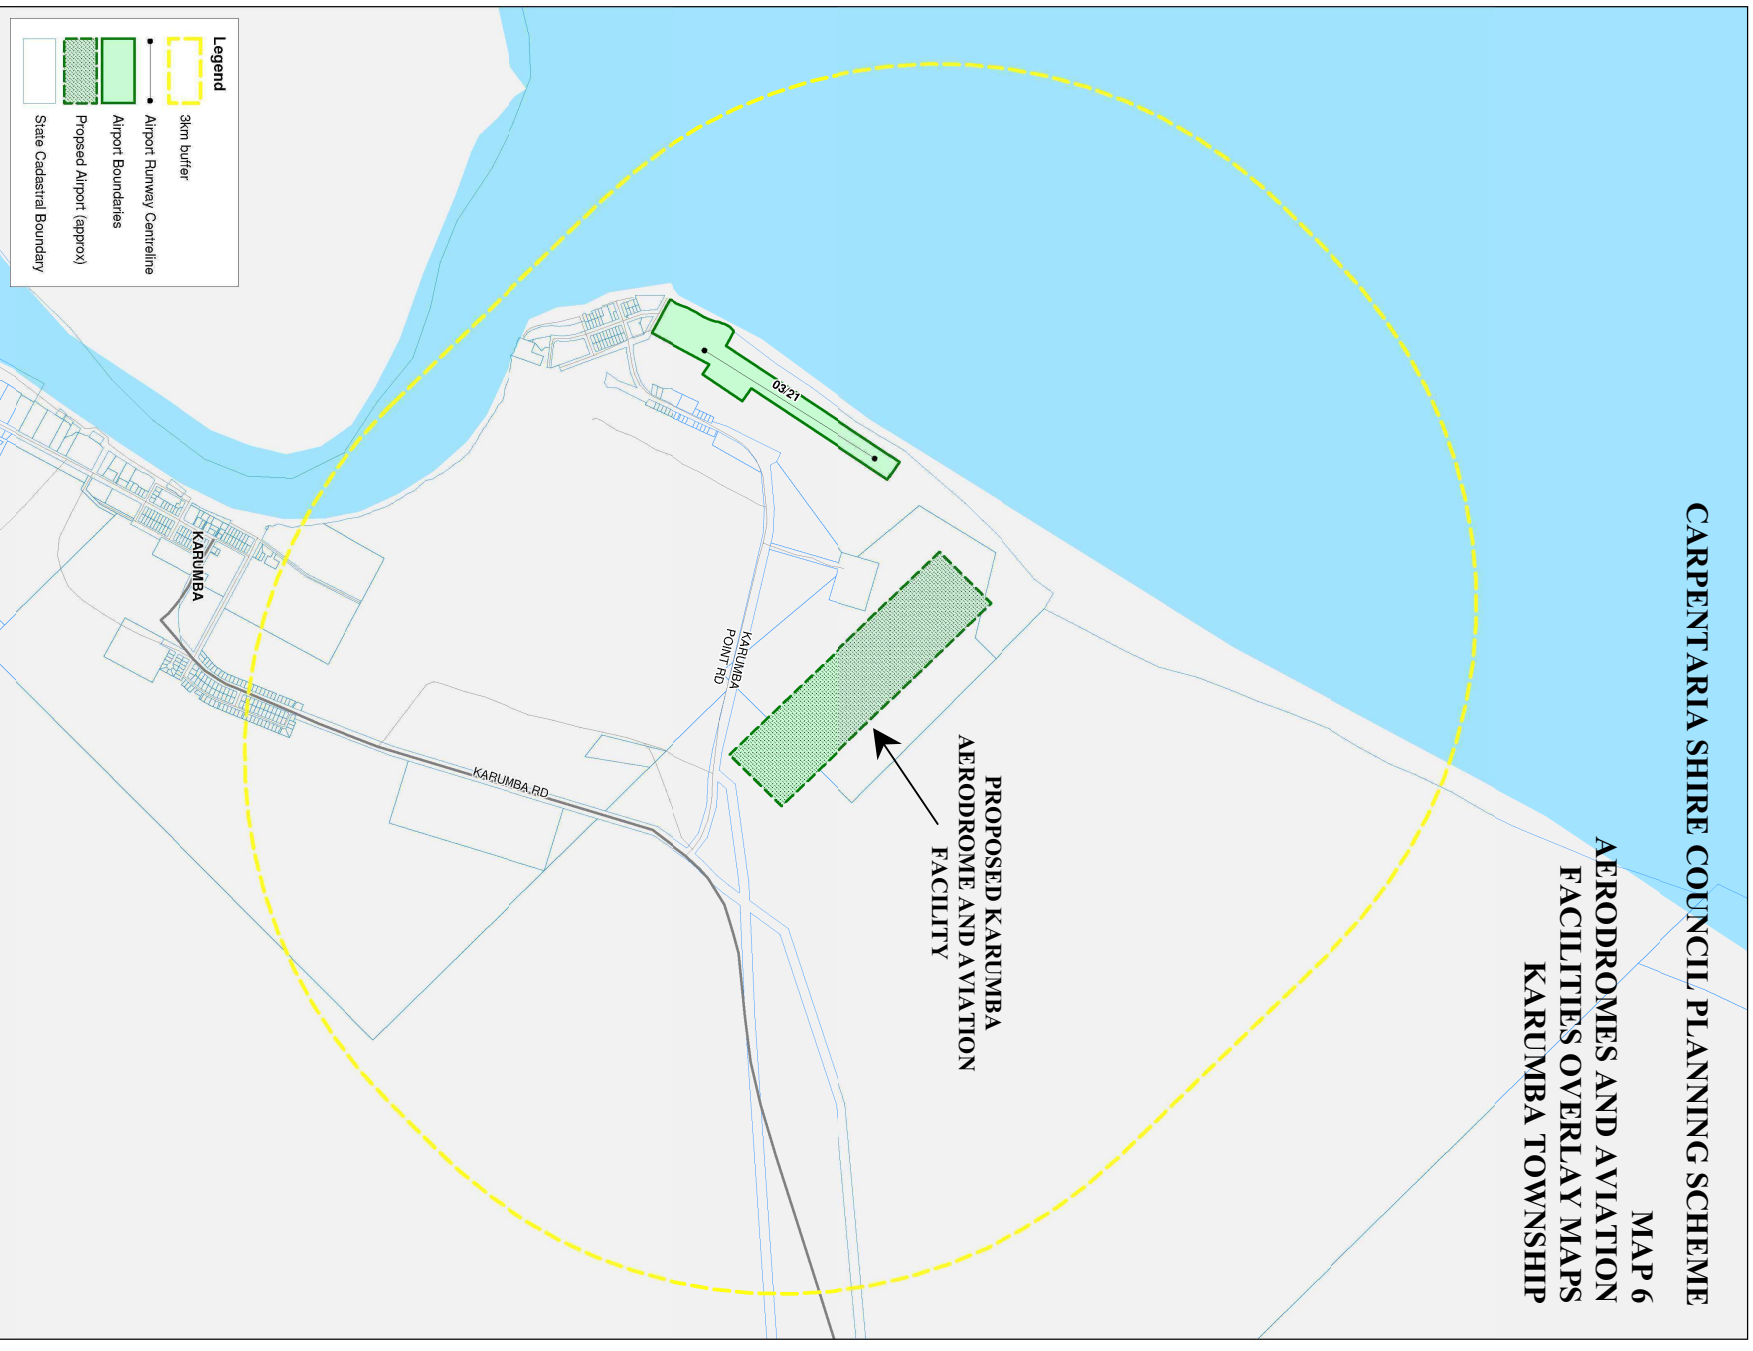 CARPENTARIA SHIRE COUNCIL PLANNING SCHEME
MAP 6
AERODROMES AND AVIATION
FACILITIES OVERLAY MAPS
KARUMBA TOWNSHIP
PROPOSED KARUMBA
AERODROME AND AVIATION
FACILITY
03/21
KARUMBA
POINT RD
KARUMBA RD
KARUMBA
Legend
3km buffer
Airport Runway Centreline
Airport Boundaries
Propsed Airport (approx)
State Cadastral Boundary